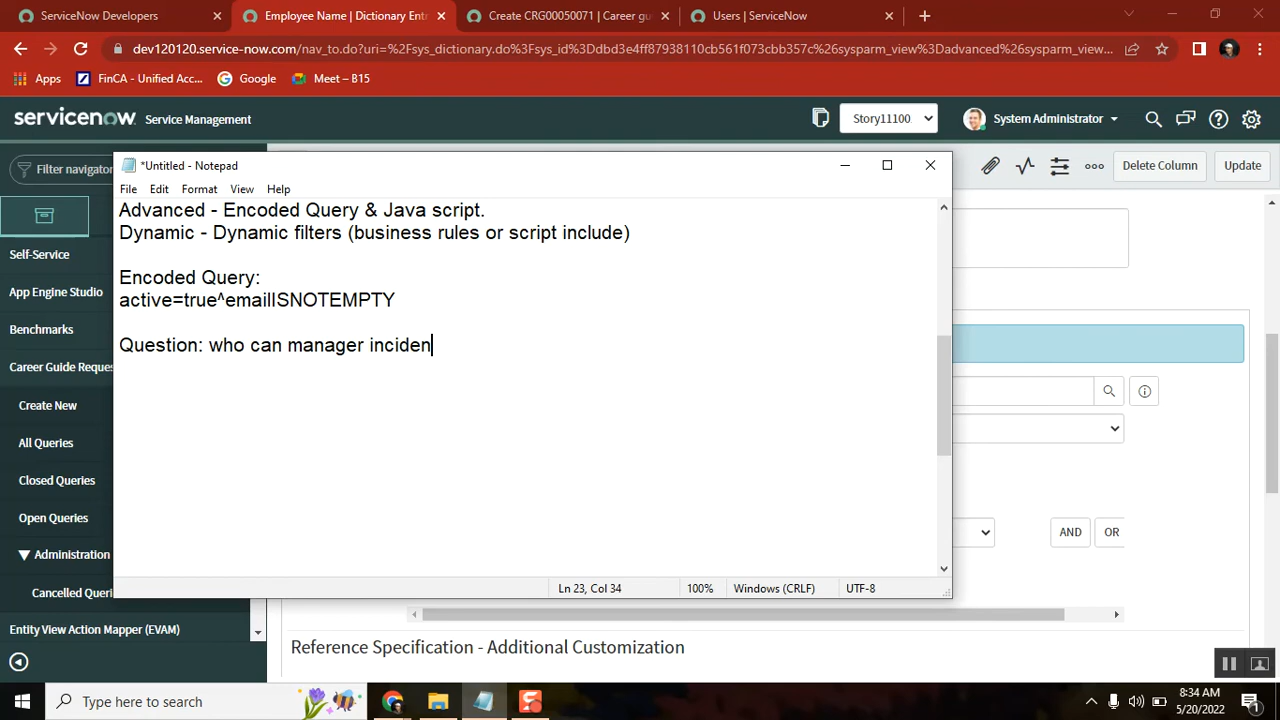 ServiceNow Developers
Employee Name | Dictionary Entr
Create CRG00050071 | Career gu
Users | ServiceNow
dev120120.service-now.com/nav_to.do?uri=%2Fsys_dictionary.do%3Fsys_id%3Ddbd3e4ff87938110cb561f073cbb357c%26sysparm_view%3Dadvanced%26sysparm_view...
Apps
FinCA - Unified Acc...
Google
Meet – B15
servicenow Service Management
Story11100
System Administrator
Filter navigator
*Untitled - Notepad
Delete Column
Update
File Edit Format View Help
Advanced - Encoded Query & Java script.
Dynamic - Dynamic filters (business rules or script include)
Encoded Query:
active=true^emailISNOTEMPTY
Question: who can manager inciden
Self-Service
App Engine Studio
Benchmarks
Career Guide Reques
Create New
All Queries
Closed Queries
Open Queries
Administration
Cancelled Queri
Entity View Action Mapper (EVAM)
AND
OR
Ln 23, Col 34
100%
Windows (CRLF)
UTF-8
Reference Specification - Additional Customization
Type here to search
8:34 AM
5/20/2022
1